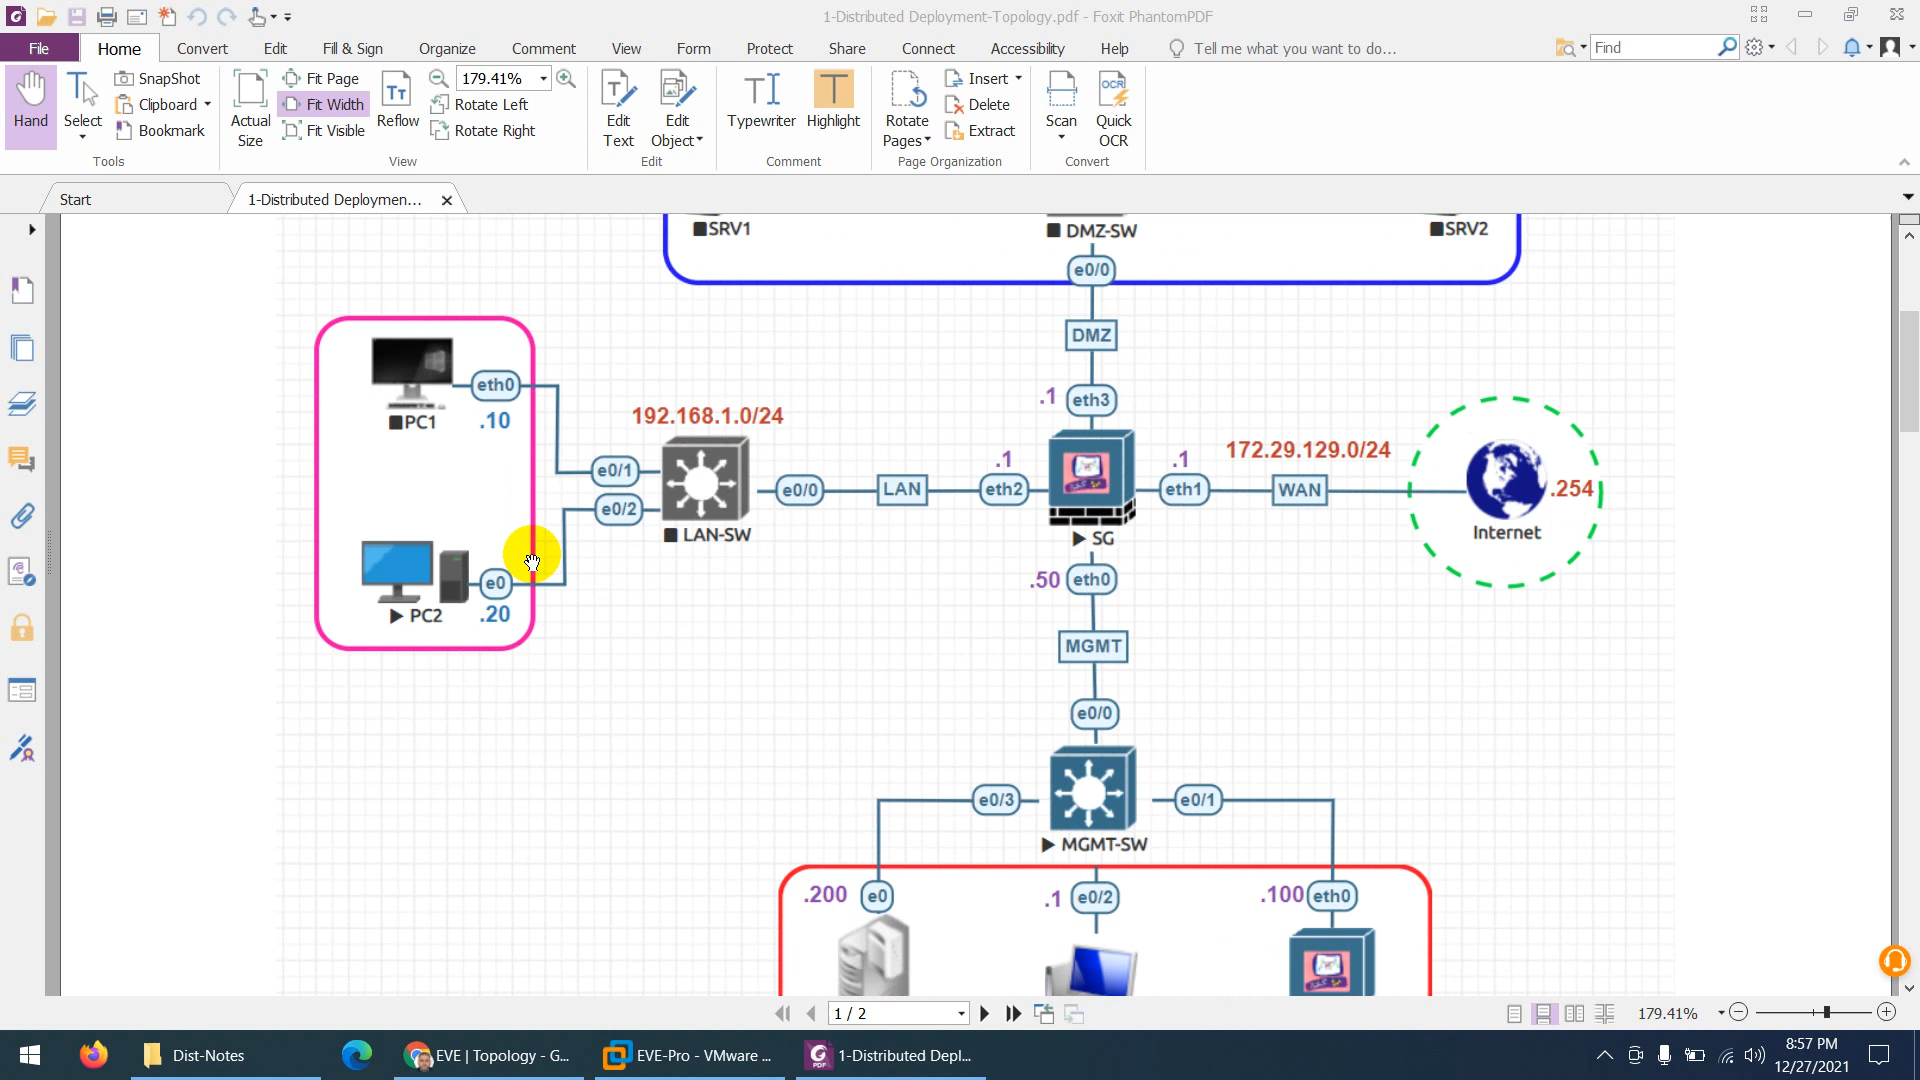 1-Distributed Deployment-Topology.pdf - Foxit PhantomPDF
File
Home
Convert
Edit
Fill & Sign
Organize
Comment
View
Form
Protect
Share
Connect
Accessibility
Help
Tell me what you want to do...
Find
Hand
Select
SnapShot
Clipboard
Bookmark
Tools
Actual
Size
Fit Page
Fit Width
Fit Visible
Reflow
179.41%
Rotate Left
Rotate Right
View
Edit
Text
Edit
Object
Edit
Typewriter
Highlight
Comment
Rotate
Pages
Insert
Delete
Extract
Page Organization
Scan
Quick
OCR
Convert
Start
1-Distributed Deploymen...
SRV1
DMZ-SW
SRV2
e0/0
DMZ
.1
eth3
PC1
eth0
.10
192.168.1.0/24
e0/1
e0/2
LAN-SW
e0/0
LAN
.1
eth2
SG
.1
eth1
172.29.129.0/24
WAN
.254
Internet
PC2
e0
.20
.50
eth0
MGMT
e0/0
e0/3
e0/1
MGMT-SW
.200
e0
.1
e0/2
.100
eth0
1 / 2
179.41%
Dist-Notes
EVE | Topology - G...
EVE-Pro - VMware ...
1-Distributed Depl...
8:57 PM
12/27/2021